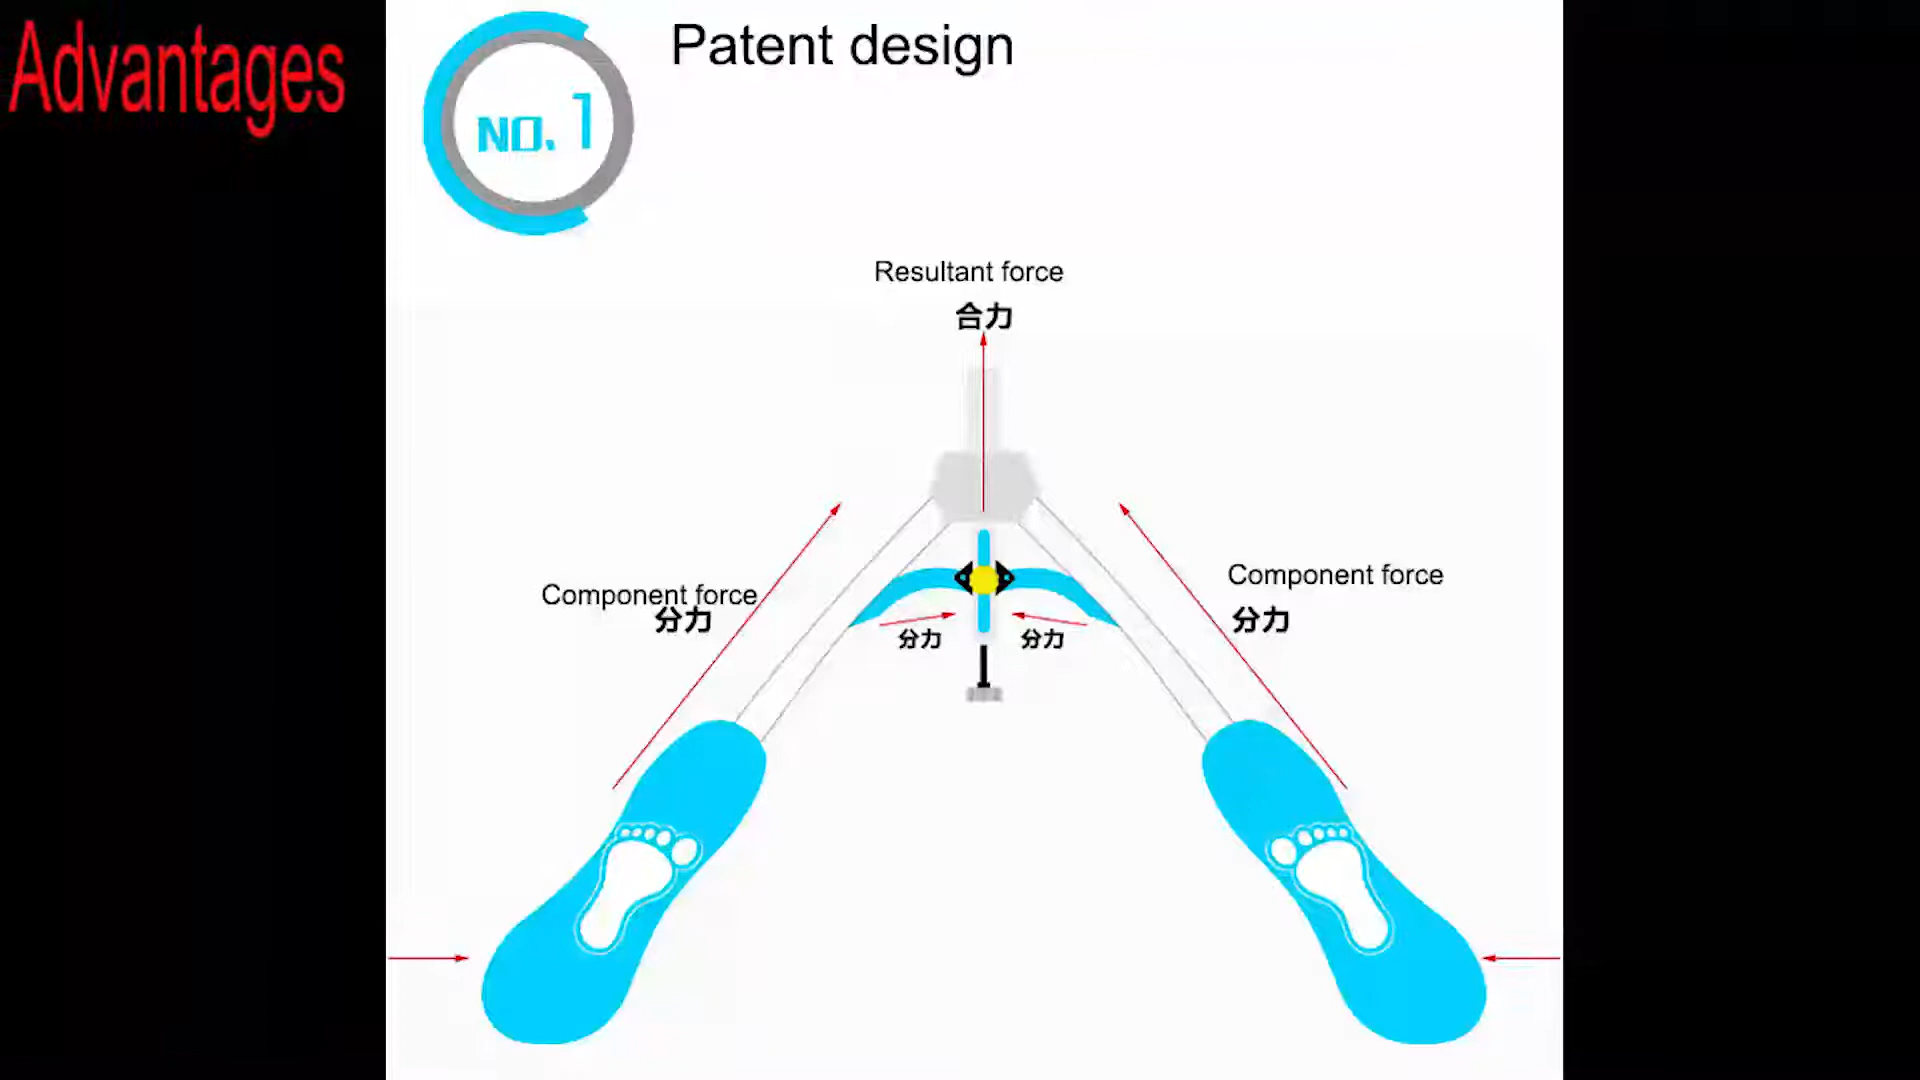 Advantages
NO. 1
Patent design
Resultant force
合力
Component force
分力
Component force
分力
分力
分力